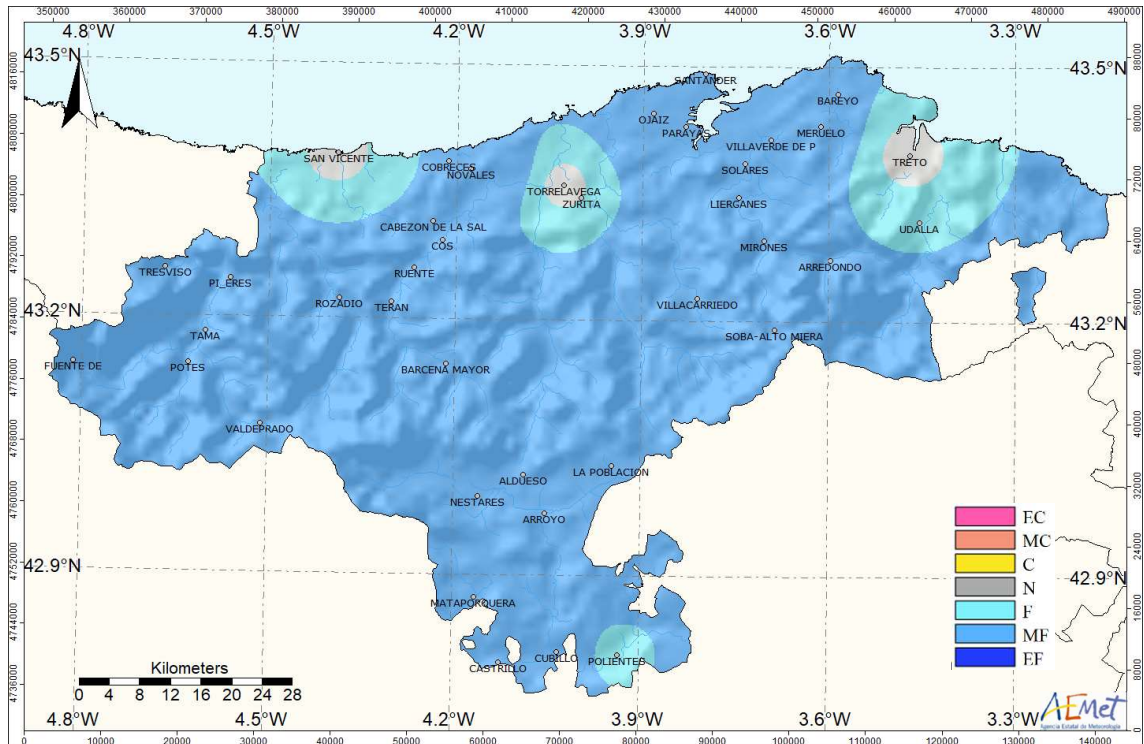 350000 360000 370000 380000 390000 400000 410000 420000 430000 440000 450000 460000 470000 480000 490000
4.8°W 4.5°W 4.2°W 3.9°W 3.6°W 3.3°W
43.5°N 43.5°N
SANTANDER
BAREYO
OJAIZ
PARAYAS MERUELO
VILLAVERDE DE P
SAN VICENTE TRETO
COBRECES
NOVALES SOLARES
TORRELAVEGA
ZURITA LIERGANES
CABEZON DE LA SAL UDALLA
COS MIRONES
TRESVISO RUENTE ARREDONDO
PI_ERES
ROZADIO TERAN VILLACARRIEDO
43.2°N 43.2°N
TAMA SOBA-ALTO MIERA
FUENTE DE POTES BARCENA MAYOR
VALDEPRADO
LA POBLACION
ALDUESO
NESTARES
ARROYO
EC
MC
C
N
F
MF
EF
42.9°N 42.9°N
MATAPORQUERA
CUBILLO POLIENTES
CASTRILLO
Kilometers
0 4 8 12 16 20 24 28
AEMet
Agencia Estatal de Meteorología
4.8°W 4.5°W 4.2°W 3.9°W 3.6°W 3.3°W
0 10000 20000 30000 40000 50000 60000 70000 80000 90000 100000 110000 120000 130000 140000
4816000
4808000
4800000
4792000
4784000
4776000
4768000
4760000
4752000
4744000
4736000
88000
80000
72000
64000
56000
48000
40000
32000
24000
16000
8000